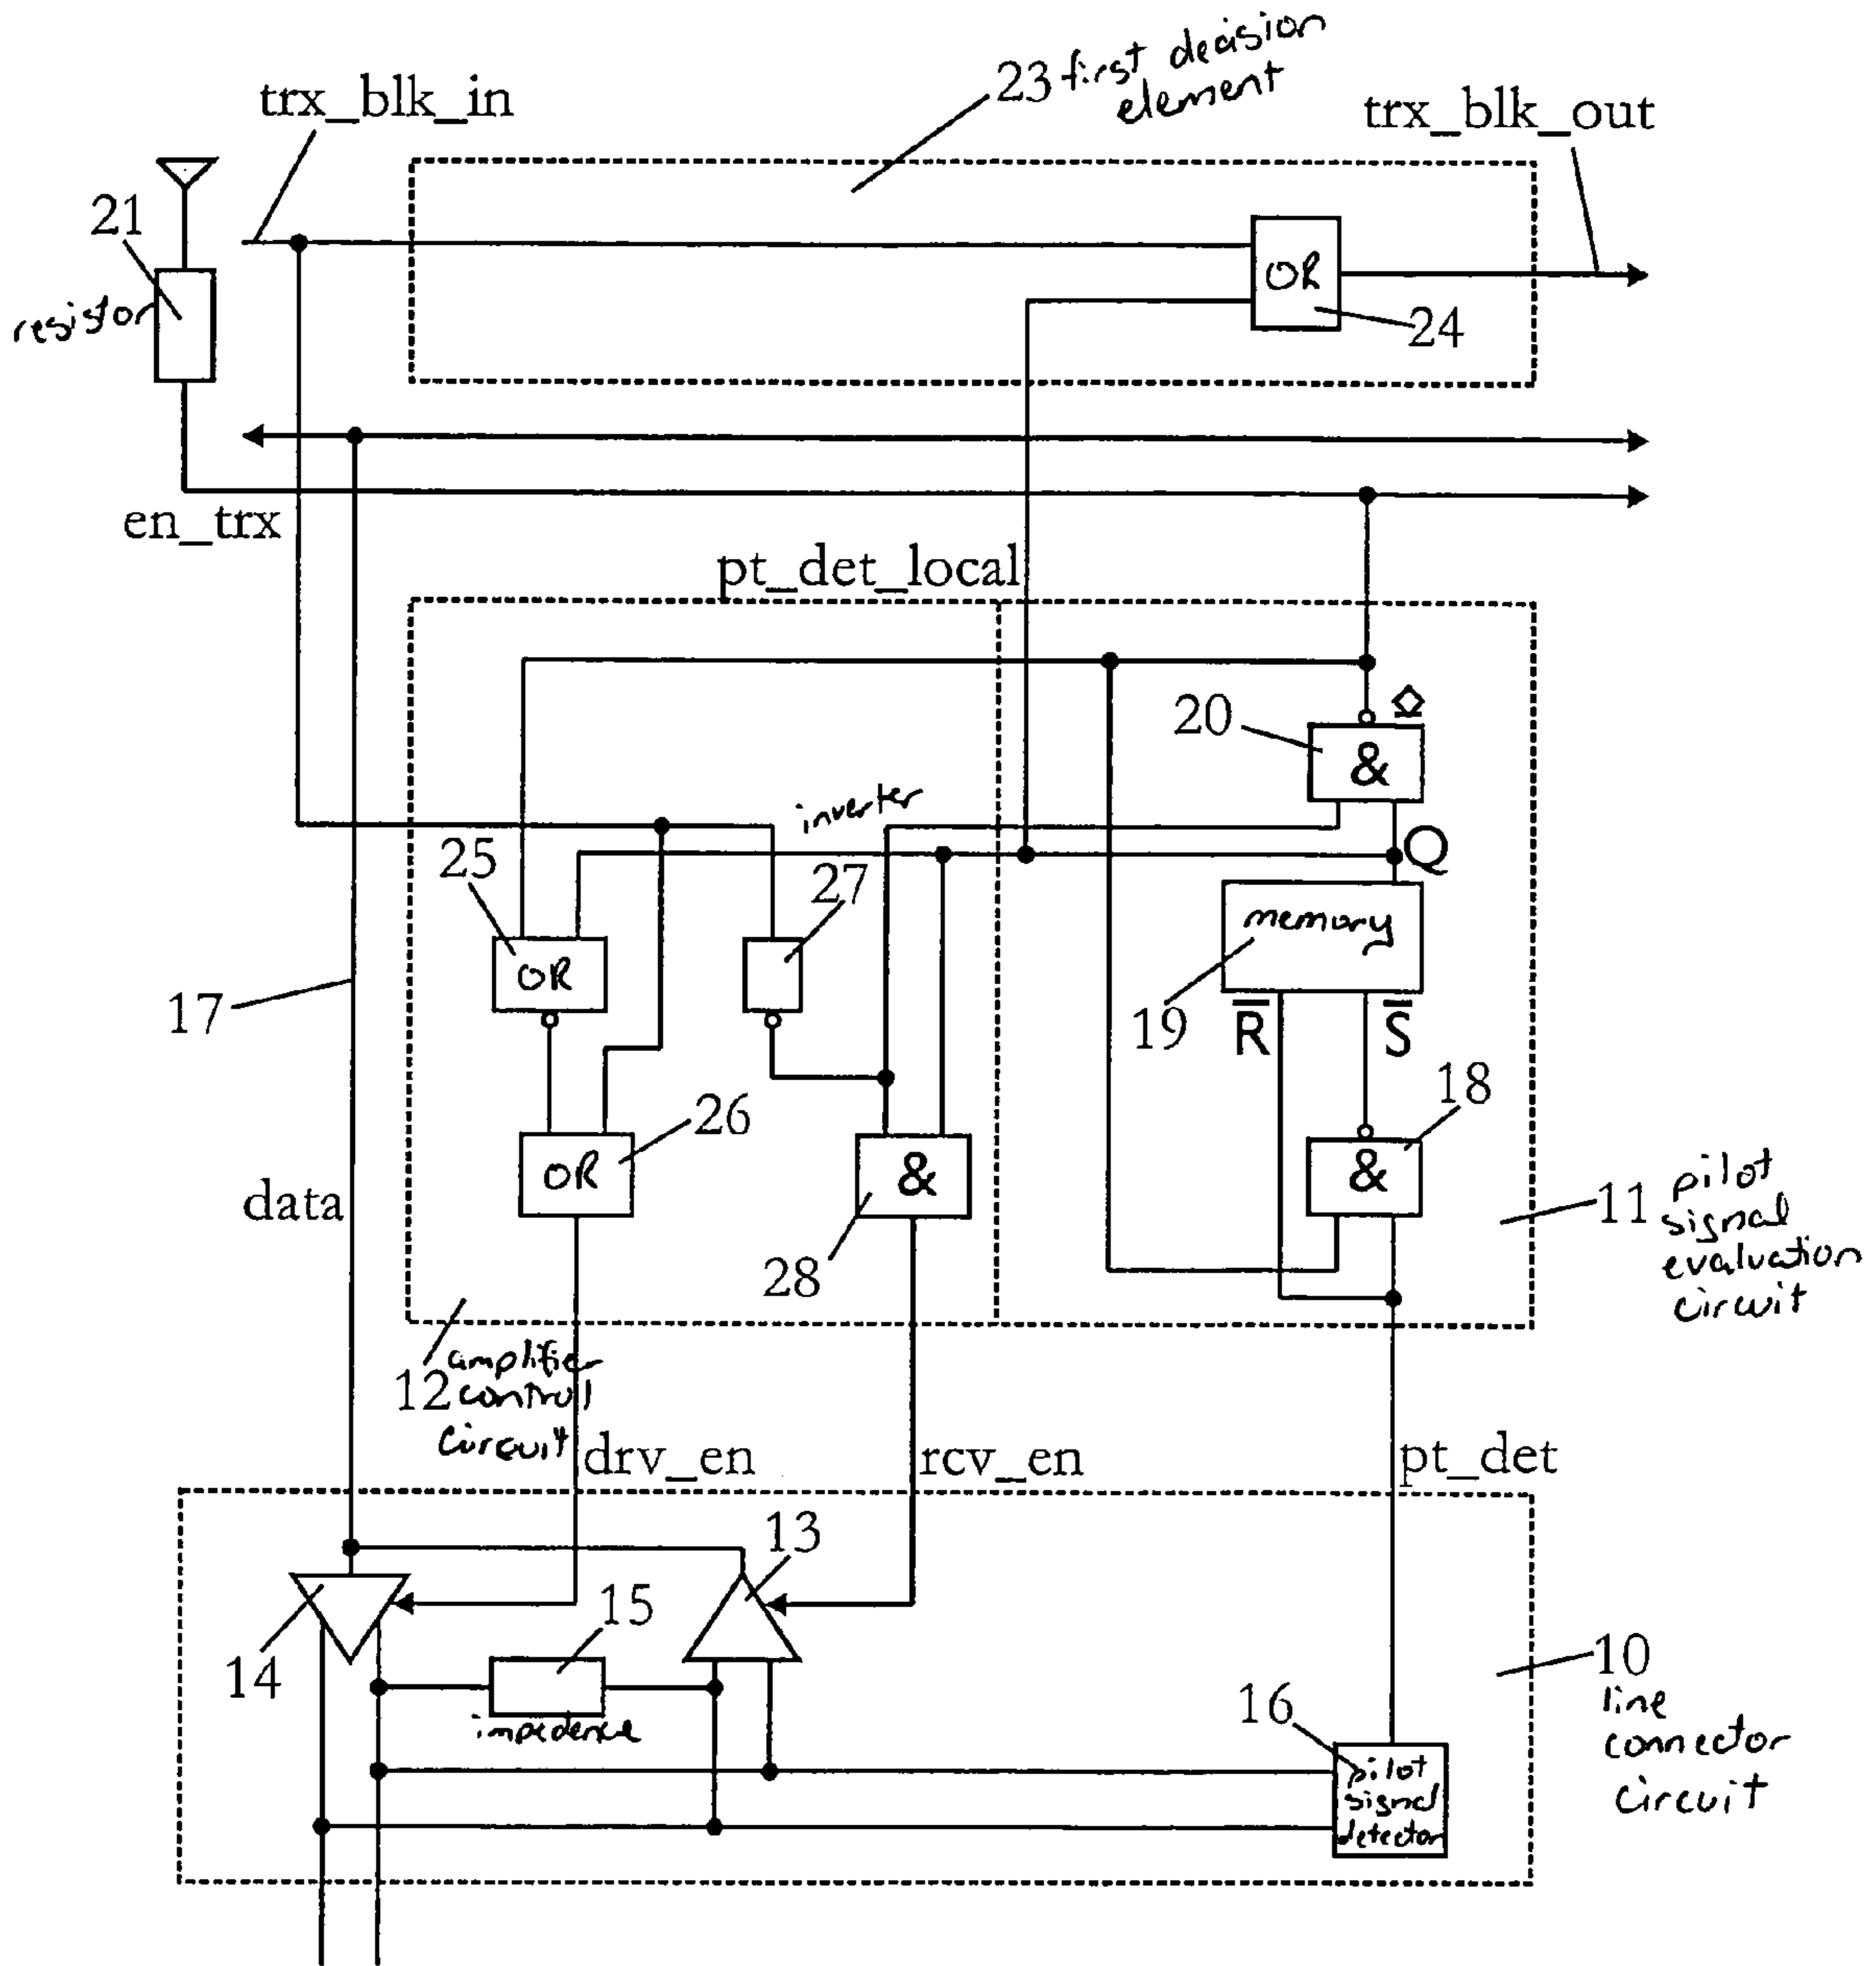 23 first decision
element
trx_blk_in
trx_blk_out
21
resistor
OR
24
en_trx
pt_det_local
20
&
inverter
Q
25
27
memory
OR
17
19
R
S
18
26
&
OR
&
data
28
11 pilot
signal
evaluation
circuit
12 amplifier
control
circuit
drv_en
rcv_en
pt_det
13
15
14
impedence
10
line
connector
circuit
16
pilot
signal
detector